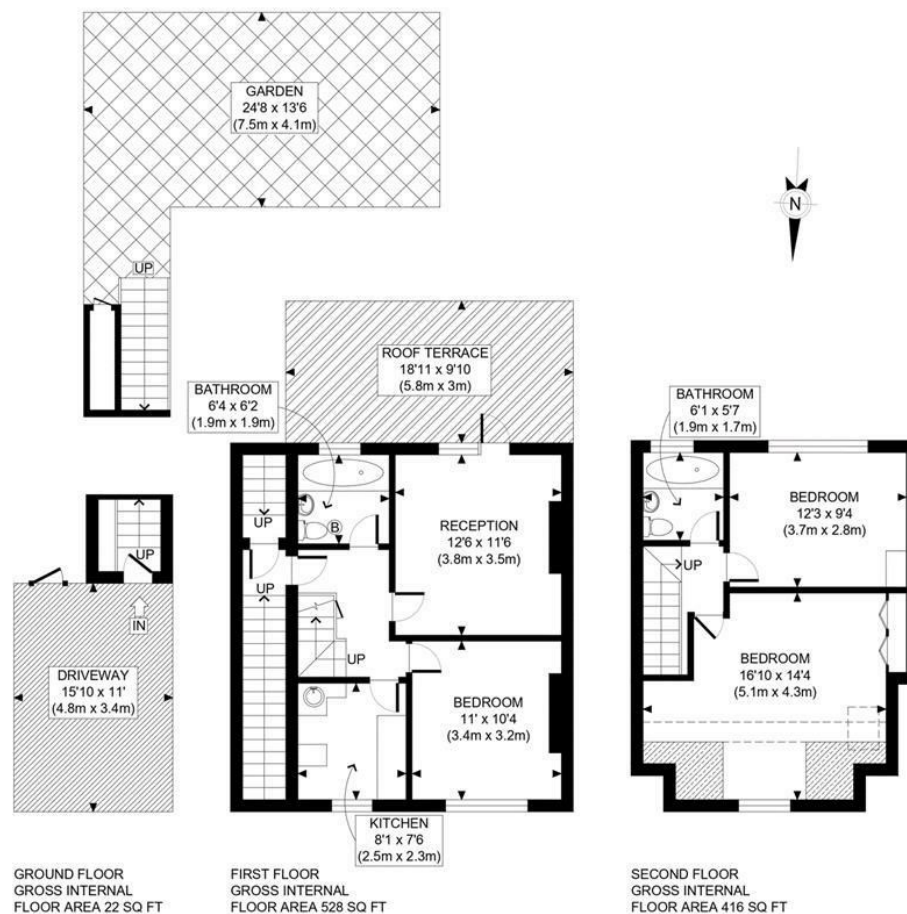 GARDEN
24'8 x 13'6
(7.5m x 4.1m)
UP
N
ROOF TERRACE
18'11 x 9'10
(5.8m x 3m)
BATHROOM
6'4 x 6'2
(1.9m x 1.9m)
BATHROOM
6'1 x 5'7
(1.9m x 1.7m)
UP
B
RECEPTION
12'6 x 11'6
(3.8m x 3.5m)
BEDROOM
12'3 x 9'4
(3.7m x 2.8m)
UP
UP
UP
UP
IN
UP
DRIVEWAY
15'10 x 11'
(4.8m x 3.4m)
BEDROOM
11' x 10'4
(3.4m x 3.2m)
BEDROOM
16'10 x 14'4
(5.1m x 4.3m)
KITCHEN
8'1 x 7'6
(2.5m x 2.3m)
GROUND FLOOR
GROSS INTERNAL
FLOOR AREA 22 SQ FT
FIRST FLOOR
GROSS INTERNAL
FLOOR AREA 528 SQ FT
SECOND FLOOR
GROSS INTERNAL
FLOOR AREA 416 SQ FT